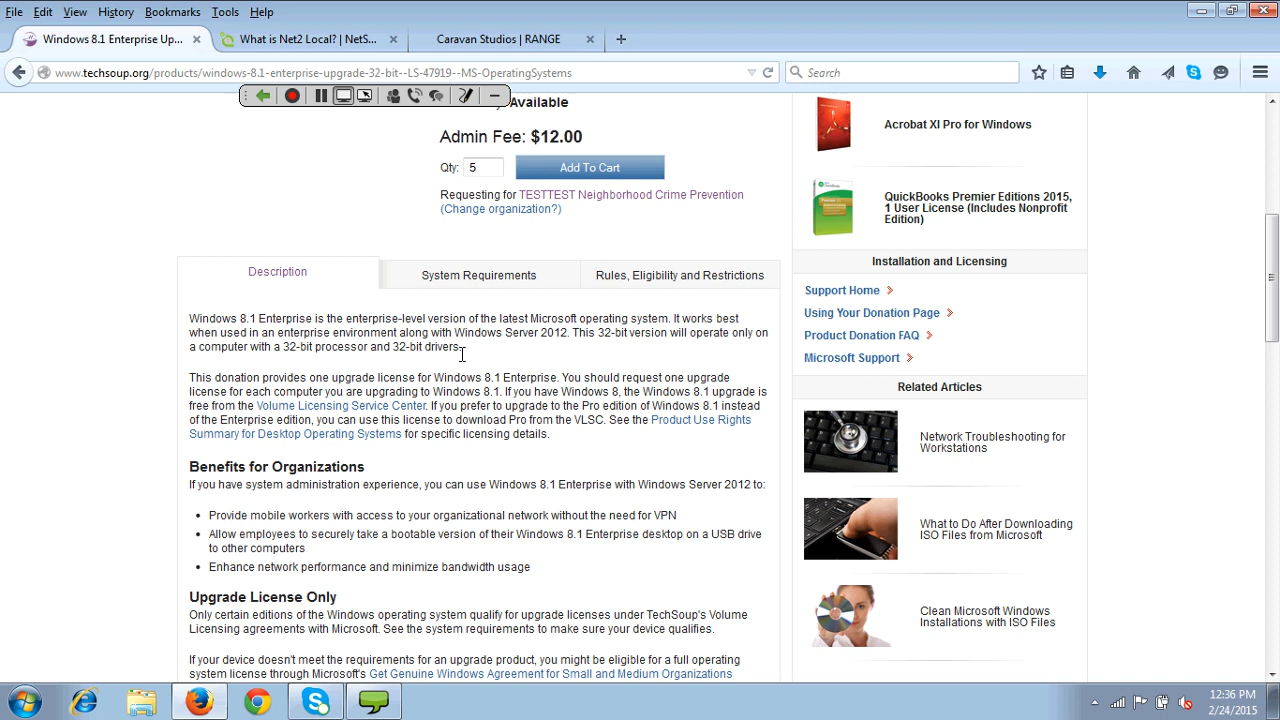 File Edit View History Bookmarks Tools Help
Windows 8.1 Enterprise Up... × What is Net2 Local? | NetS... × Caravan Studios | RANGE × +
www.techsoup.org/products/windows-8.1-enterprise-upgrade-32-bit--LS-47919--MS-OperatingSystems Search
Available
Admin Fee: $12.00
Qty: 5 Add To Cart
Requesting for TESTTEST Neighborhood Crime Prevention
(Change organization?)
Description System Requirements Rules, Eligibility and Restrictions
Windows 8.1 Enterprise is the enterprise-level version of the latest Microsoft operating system. It works best
when used in an enterprise environment along with Windows Server 2012. This 32-bit version will operate only on
a computer with a 32-bit processor and 32-bit drivers.
This donation provides one upgrade license for Windows 8.1 Enterprise. You should request one upgrade
license for each computer you are upgrading to Windows 8.1. If you have Windows 8, the Windows 8.1 upgrade is
free from the Volume Licensing Service Center. If you prefer to upgrade to the Pro edition of Windows 8.1 instead
of the Enterprise edition, you can use this license to download Pro from the VLSC. See the Product Use Rights
Summary for Desktop Operating Systems for specific licensing details.
Benefits for Organizations
If you have system administration experience, you can use Windows 8.1 Enterprise with Windows Server 2012 to:
• Provide mobile workers with access to your organizational network without the need for VPN
• Allow employees to securely take a bootable version of their Windows 8.1 Enterprise desktop on a USB drive
to other computers
• Enhance network performance and minimize bandwidth usage
Upgrade License Only
Only certain editions of the Windows operating system qualify for upgrade licenses under TechSoup's Volume
Licensing agreements with Microsoft. See the system requirements to make sure your device qualifies.
If your device doesn't meet the requirements for an upgrade product, you might be eligible for a full operating
system license through Microsoft's Get Genuine Windows Agreement for Small and Medium Organizations
Acrobat XI Pro for Windows
QuickBooks Premier Editions 2015,
1 User License (Includes Nonprofit
Edition)
Installation and Licensing
Support Home
Using Your Donation Page
Product Donation FAQ
Microsoft Support
Related Articles
Network Troubleshooting for
Workstations
What to Do After Downloading
ISO Files from Microsoft
Clean Microsoft Windows
Installations with ISO Files
12:36 PM
2/24/2015